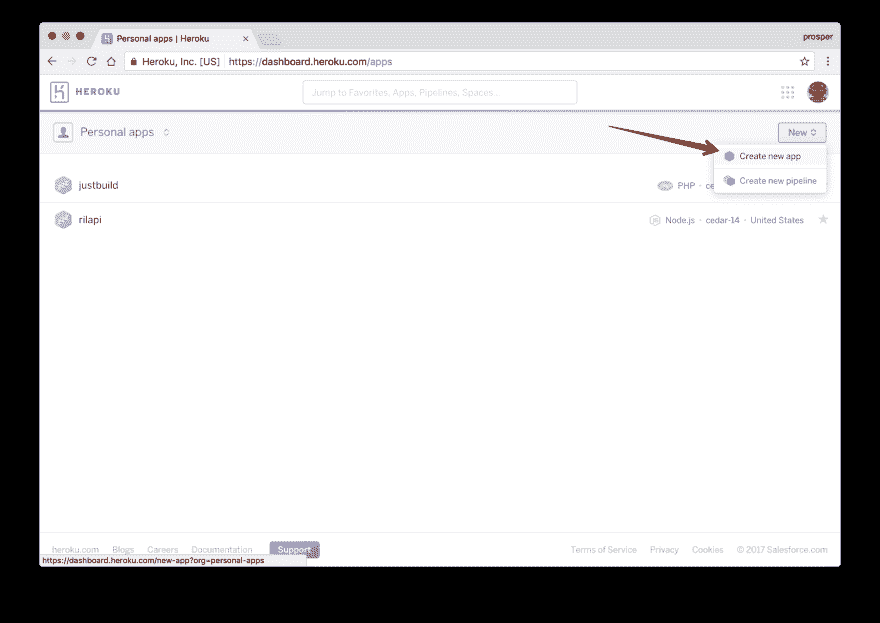 Personal apps | Heroku
prosper
Heroku, Inc. [US] https://dashboard.heroku.com/apps
HEROKU
Jump to Favorites, Apps, Pipelines, Spaces...
Personal apps
New
Create new app
Create new pipeline
justbuild
PHP · ce
rilapi
Node.js · cedar-14 · United States
heroku.com Blogs Careers Documentation Support
Terms of Service Privacy Cookies © 2017 Salesforce.com
https://dashboard.heroku.com/new-app?org=personal-apps